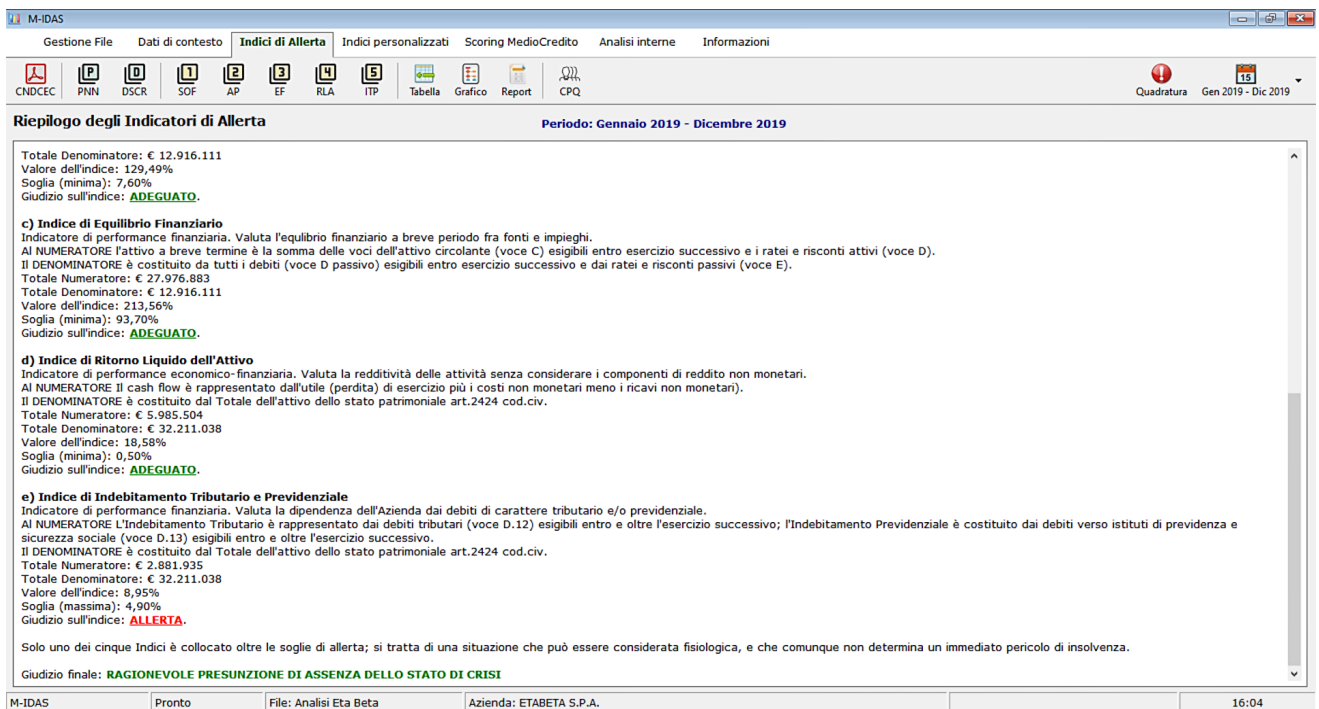 M-IDAS
Gestione File Dati di contesto Indici di Allerta Indici personalizzati Scoring MedioCredito Analisi interne Informazioni
P D 1 2 3 4 5 15
CNDCEC PNN DSCR SOF AP EF RLA ITP Tabella Grafico Report CPQ Quadratura Gen 2019 - Dic 2019
Riepilogo degli Indicatori di Allerta Periodo: Gennaio 2019 - Dicembre 2019
Totale Denominatore: € 12.916.111
Valore dell'indice: 129,49%
Soglia (minima): 7,60%
Giudizio sull'indice: ADEGUATO.
c) Indice di Equilibrio Finanziario
Indicatore di performance finanziaria. Valuta l'equlibrio finanziario a breve periodo fra fonti e impieghi.
Al NUMERATORE l'attivo a breve termine è la somma delle voci dell'attivo circolante (voce C) esigibili entro esercizio successivo e i ratei e risconti attivi (voce D).
Il DENOMINATORE è costituito da tutti i debiti (voce D passivo) esigibili entro esercizio successivo e dai ratei e risconti passivi (voce E).
Totale Numeratore: € 27.976.883
Totale Denominatore: € 12.916.111
Valore dell'indice: 213,56%
Soglia (minima): 93,70%
Giudizio sull'indice: ADEGUATO.
d) Indice di Ritorno Liquido dell'Attivo
Indicatore di performance economico-finanziaria. Valuta la redditività delle attività senza considerare i componenti di reddito non monetari.
Al NUMERATORE Il cash flow è rappresentato dall'utile (perdita) di esercizio più i costi non monetari meno i ricavi non monetari).
Il DENOMINATORE è costituito dal Totale dell'attivo dello stato patrimoniale art.2424 cod.civ.
Totale Numeratore: € 5.985.504
Totale Denominatore: € 32.211.038
Valore dell'indice: 18,58%
Soglia (minima): 0,50%
Giudizio sull'indice: ADEGUATO.
e) Indice di Indebitamento Tributario e Previdenziale
Indicatore di performance finanziaria. Valuta la dipendenza dell'Azienda dai debiti di carattere tributario e/o previdenziale.
Al NUMERATORE L'Indebitamento Tributario è rappresentato dai debiti tributari (voce D.12) esigibili entro e oltre l'esercizio successivo; l'Indebitamento Previdenziale è costituito dai debiti verso istituti di previdenza e
sicurezza sociale (voce D.13) esigibili entro e oltre l'esercizio successivo.
Il DENOMINATORE è costituito dal Totale dell'attivo dello stato patrimoniale art.2424 cod.civ.
Totale Numeratore: € 2.881.935
Totale Denominatore: € 32.211.038
Valore dell'indice: 8,95%
Soglia (massima): 4,90%
Giudizio sull'indice: ALLERTA.
Solo uno dei cinque Indici è collocato oltre le soglie di allerta; si tratta di una situazione che può essere considerata fisiologica, e che comunque non determina un immediato pericolo di insolvenza.
Giudizio finale: RAGIONEVOLE PRESUNZIONE DI ASSENZA DELLO STATO DI CRISI
M-IDAS Pronto File: Analisi Eta Beta Azienda: ETABETA S.P.A. 16:04